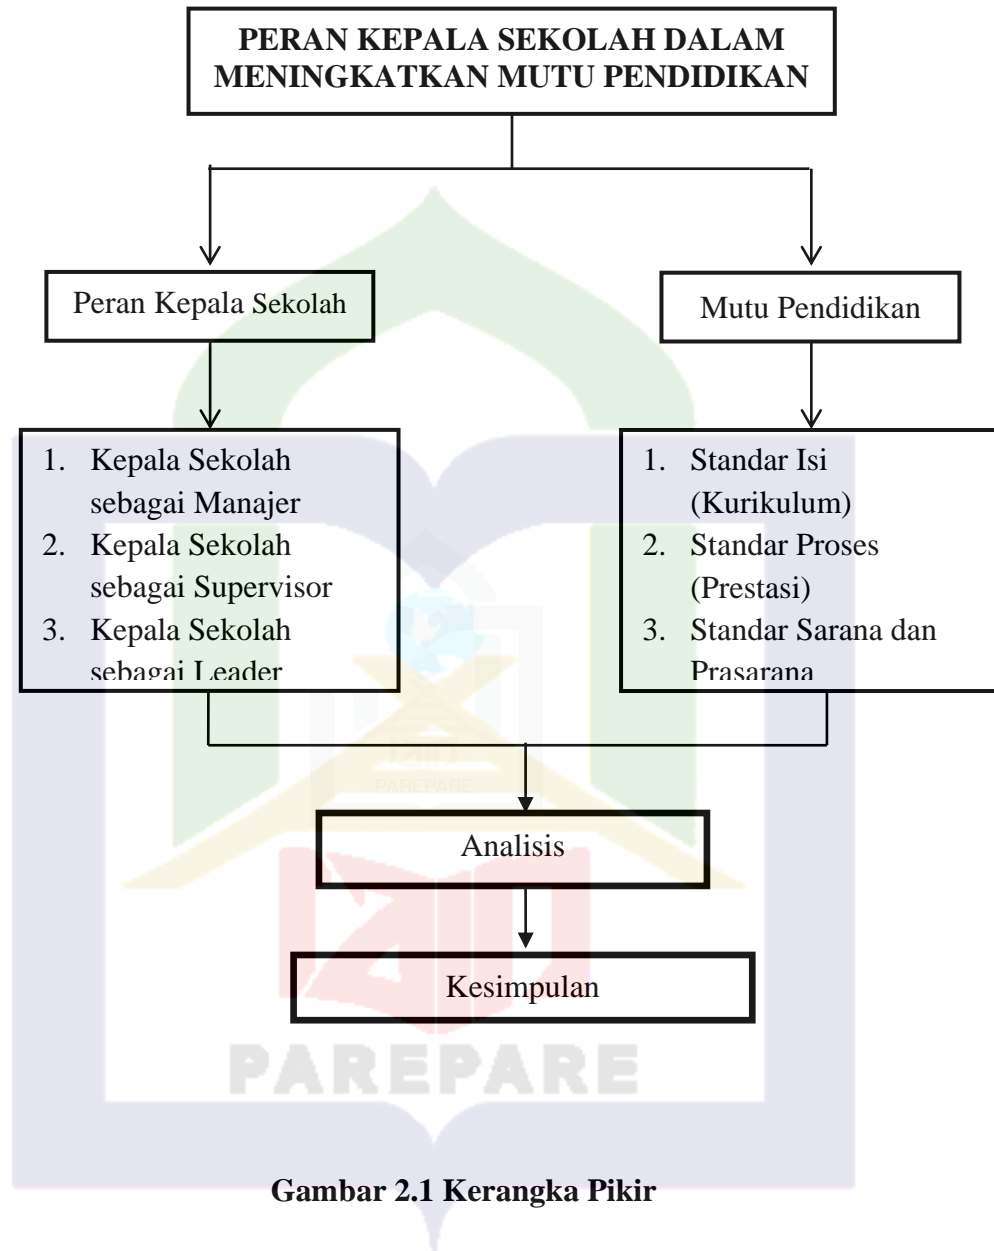 PERAN KEPALA SEKOLAH DALAM
MENINGKATKAN MUTU PENDIDIKAN
Peran Kepala Sekolah
Mutu Pendidikan
1. Kepala Sekolah
sebagai Manajer
2. Kepala Sekolah
sebagai Supervisor
3. Kepala Sekolah
sebagai Leader
1. Standar Isi
(Kurikulum)
2. Standar Proses
(Prestasi)
3. Standar Sarana dan
Prasarana
PAREPARE
Analisis
Kesimpulan
PAREPARE
Gambar 2.1 Kerangka Pikir